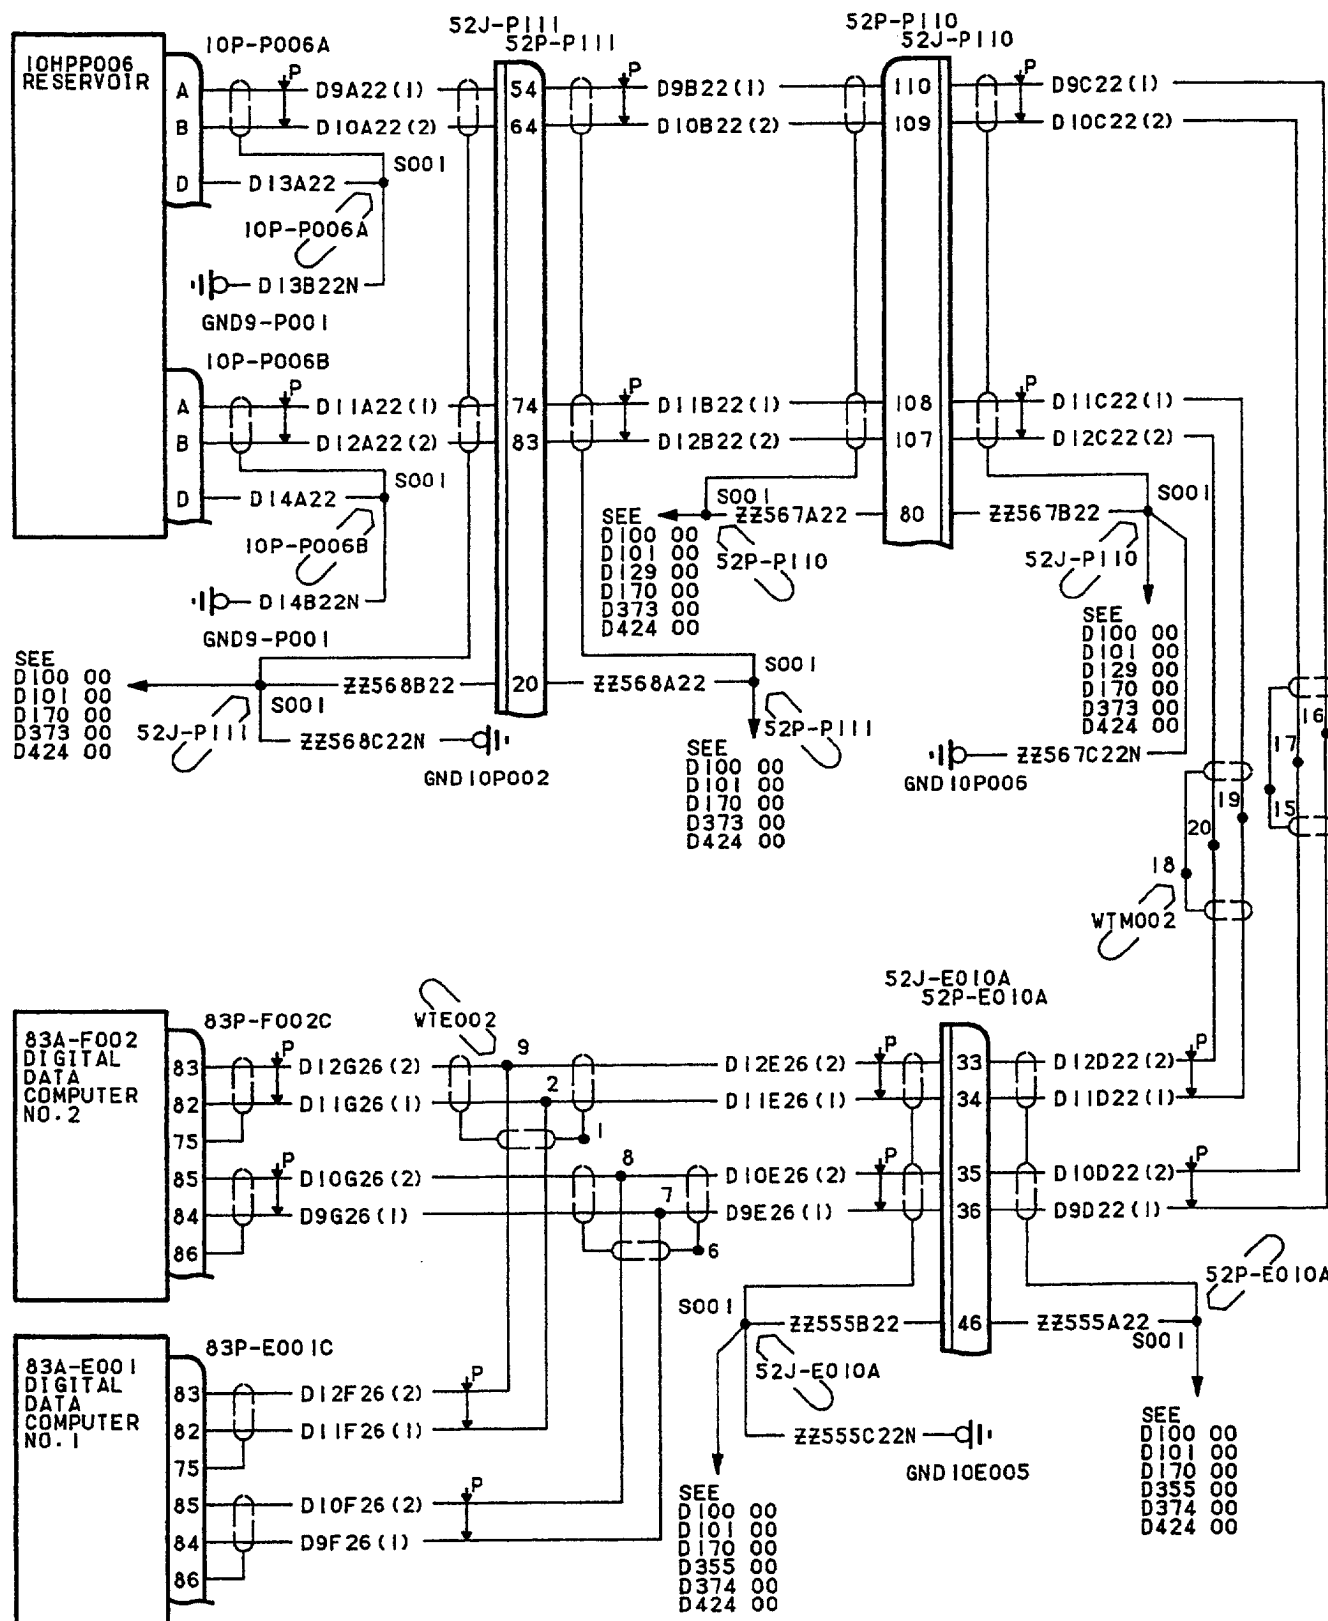 52J-P111
52P-P111
52P-P110
52J-P110
10HPP006
RESERVOIR
10P-P006A
A
P
D9A22(1)
54
P
D9B22(1)
110
P
D9C22(1)
B
D10A22(2)
64
D10B22(2)
109
D10C22(2)
S001
D
D13A22
10P-P006A
D13B22N
GND9-P001
10P-P006B
A
P
D11A22(1)
74
P
D11B22(1)
108
P
D11C22(1)
B
D12A22(2)
83
D12B22(2)
107
D12C22(2)
S001
D
D14A22
10P-P006B
D14B22N
GND9-P001
S001
ZZ567A22
80
ZZ567B22
S001
SEE
D100 00
D101 00
D129 00
D170 00
D373 00
D424 00
52P-P110
52J-P110
SEE
D100 00
D101 00
D129 00
D170 00
D373 00
D424 00
SEE
D100 00
D101 00
D170 00
D373 00
D424 00
ZZ568B22
20
ZZ568A22
S001
S001
52J-P111
ZZ568C22N
GND10P002
52P-P111
SEE
D100 00
D101 00
D170 00
D373 00
D424 00
ZZ567C22N
GND10P006
16
17
15
19
20
18
WTM002
52J-E010A
52P-E010A
83A-F002
DIGITAL
DATA
COMPUTER
NO.2
83P-F002C
WTE002
83
P
D12G26(2)
9
D12E26(2)
P
33
D12D22(2)
P
82
D11G26(1)
2
D11E26(1)
34
D11D22(1)
75
1
85
P
D10G26(2)
8
D10E26(2)
P
35
D10D22(2)
P
84
D9G26(1)
7
D9E26(1)
36
D9D22(1)
86
6
52P-E010A
S001
ZZ555B22
46
ZZ555A22
S001
52J-E010A
ZZ555C22N
GND10E005
83A-E001
DIGITAL
DATA
COMPUTER
NO.1
83P-E001C
83
D12F26(2)
P
82
D11F26(1)
75
85
D10F26(2)
P
84
D9F26(1)
86
SEE
D100 00
D101 00
D170 00
D355 00
D374 00
D424 00
SEE
D100 00
D101 00
D170 00
D355 00
D374 00
D424 00